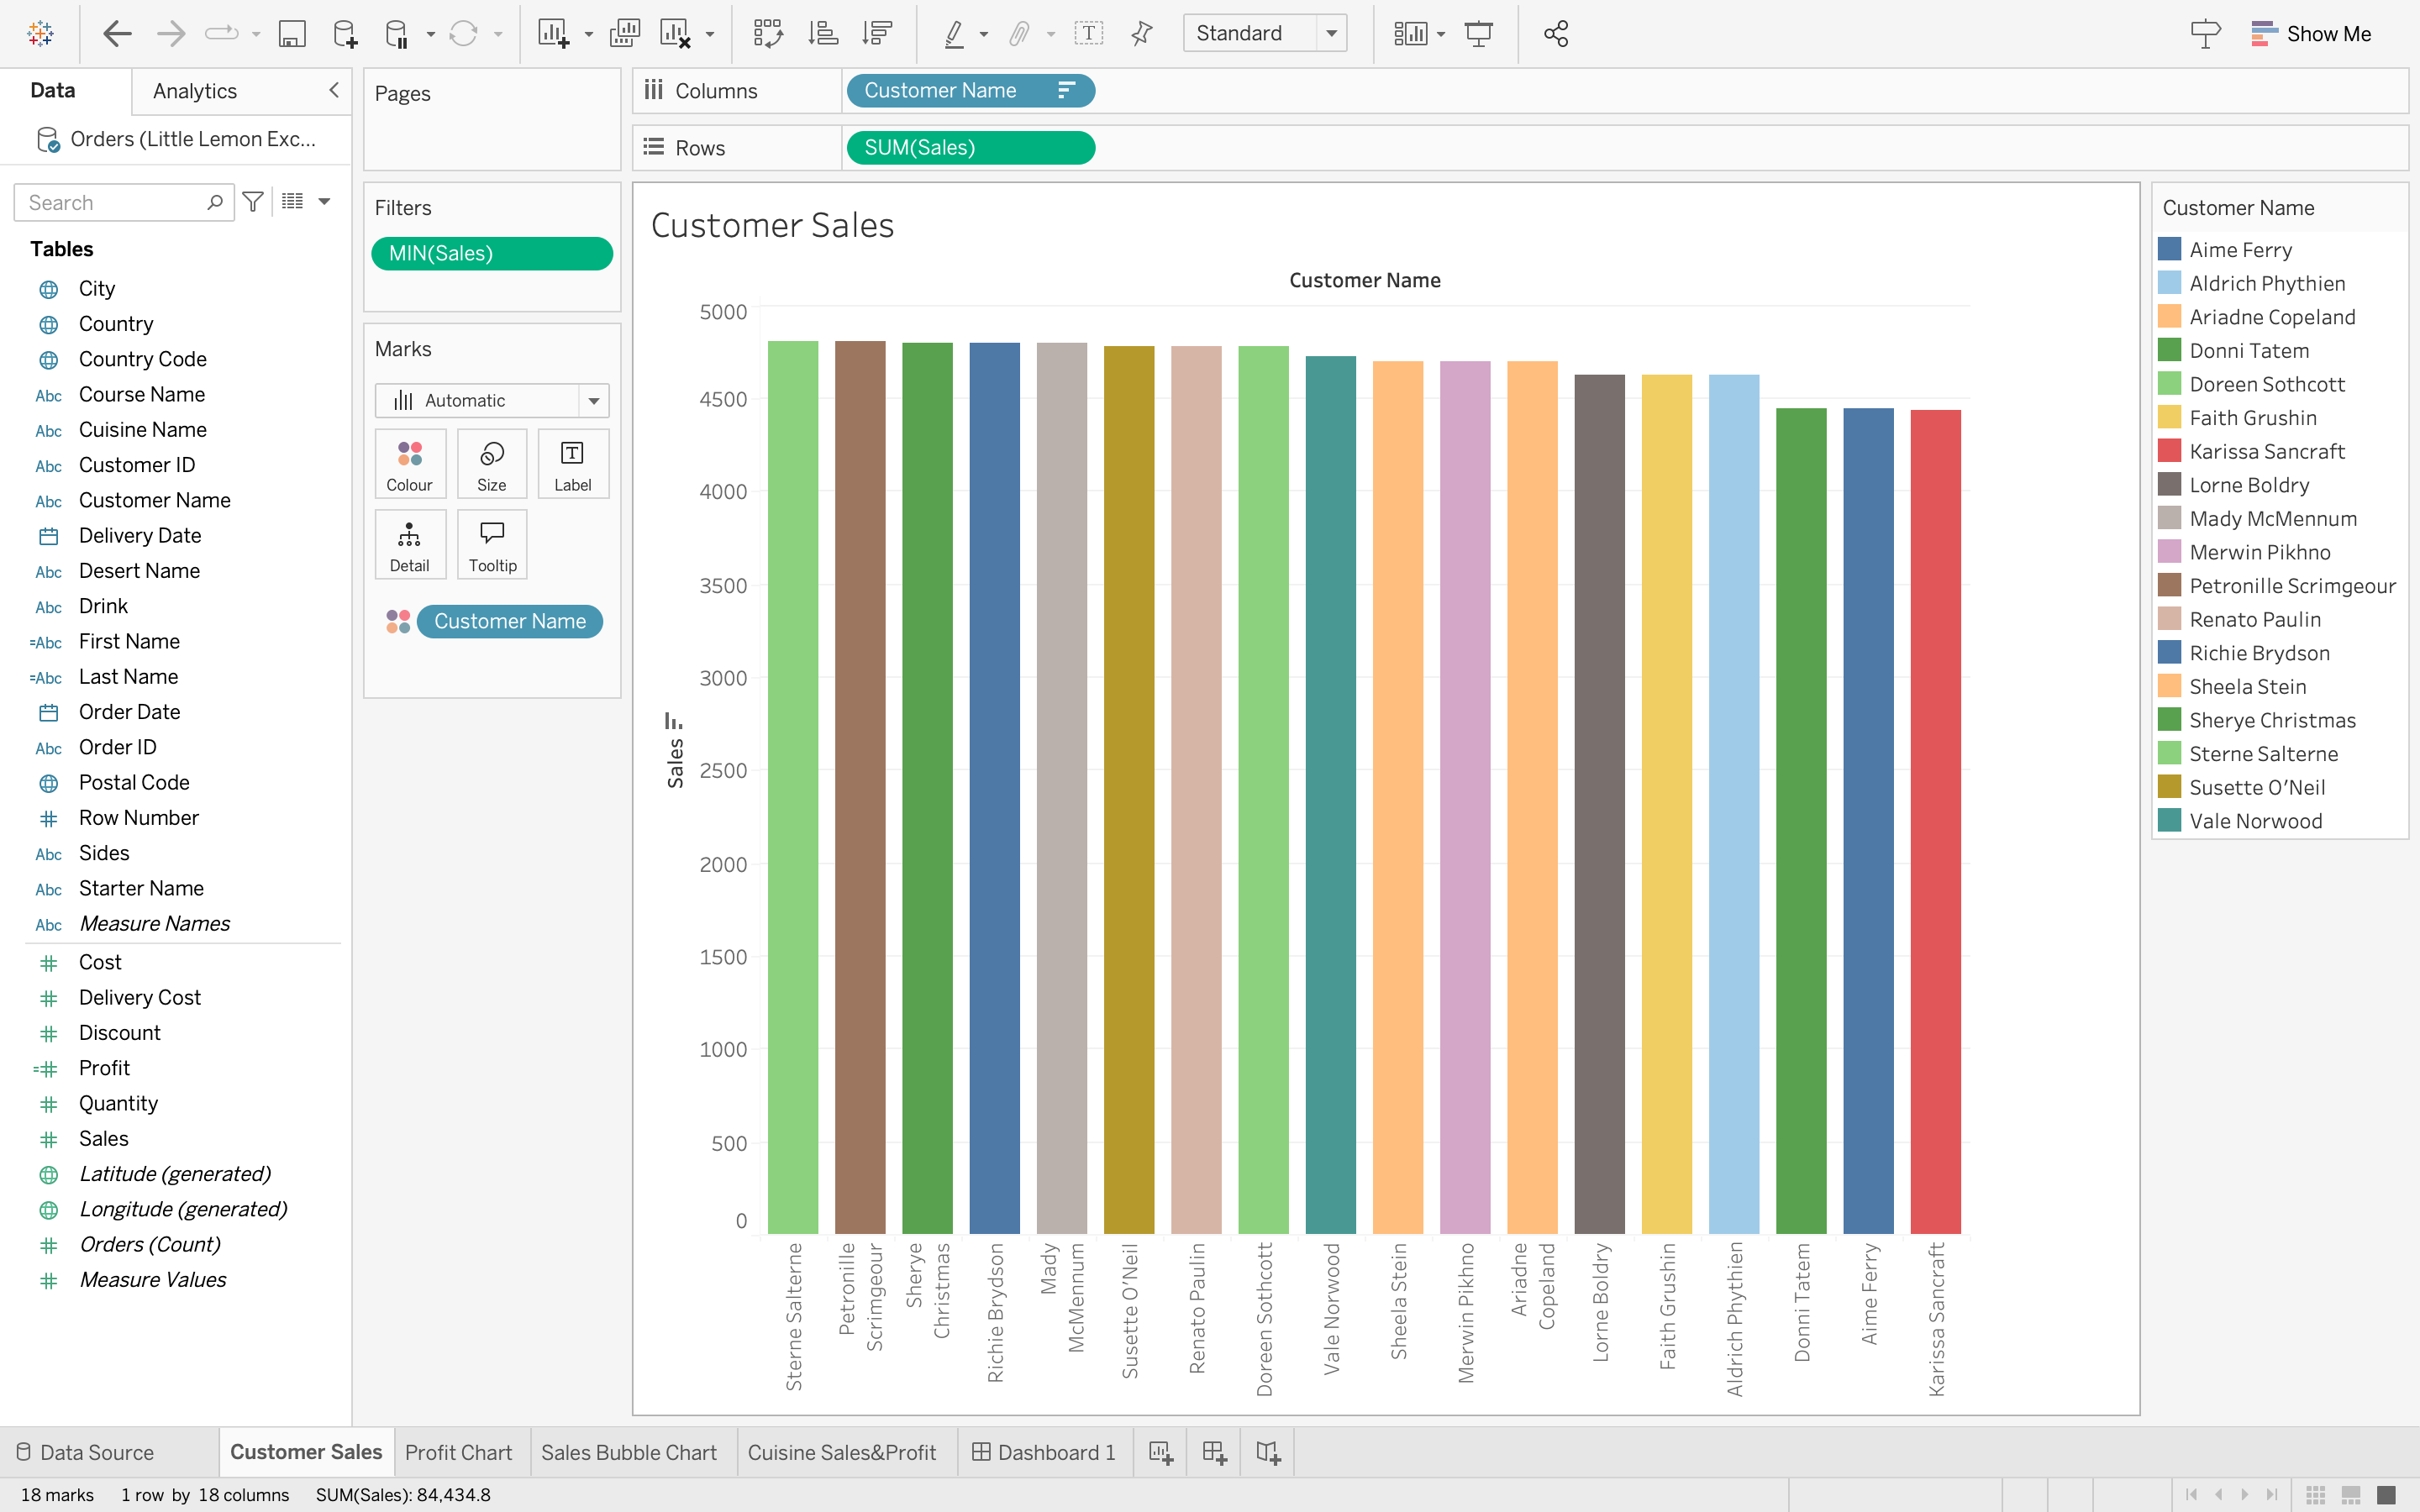 Standard
Show Me
Data
Analytics
Orders (Little Lemon Exc...
Search
Tables
City
Country
Country Code
Abc Course Name
Abc Cuisine Name
Abc Customer ID
Abc Customer Name
Delivery Date
Abc Desert Name
Abc Drink
=Abc First Name
=Abc Last Name
Order Date
Abc Order ID
Postal Code
# Row Number
Abc Sides
Abc Starter Name
Abc Measure Names
# Cost
# Delivery Cost
# Discount
=# Profit
# Quantity
# Sales
Latitude (generated)
Longitude (generated)
# Orders (Count)
# Measure Values
Pages
Filters
MIN(Sales)
Marks
Automatic
Colour
Size
Label
Detail
Tooltip
Customer Name
Columns
Customer Name
Rows
SUM(Sales)
Customer Sales
Customer Name
5000
4500
4000
3500
3000
2500
2000
1500
1000
500
0
Sales
Sterne Salterne
Petronille
Scrimgeour
Sherye
Christmas
Richie Brydson
Mady
McMennum
Susette O'Neil
Renato Paulin
Doreen Sothcott
Vale Norwood
Sheela Stein
Merwin Pikhno
Ariadne
Copeland
Lorne Boldry
Faith Grushin
Aldrich Phythien
Donni Tatem
Aime Ferry
Karissa Sancraft
Customer Name
Aime Ferry
Aldrich Phythien
Ariadne Copeland
Donni Tatem
Doreen Sothcott
Faith Grushin
Karissa Sancraft
Lorne Boldry
Mady McMennum
Merwin Pikhno
Petronille Scrimgeour
Renato Paulin
Richie Brydson
Sheela Stein
Sherye Christmas
Sterne Salterne
Susette O'Neil
Vale Norwood
Data Source
Customer Sales
Profit Chart
Sales Bubble Chart
Cuisine Sales&Profit
Dashboard 1
18 marks
1 row by 18 columns
SUM(Sales): 84,434.8